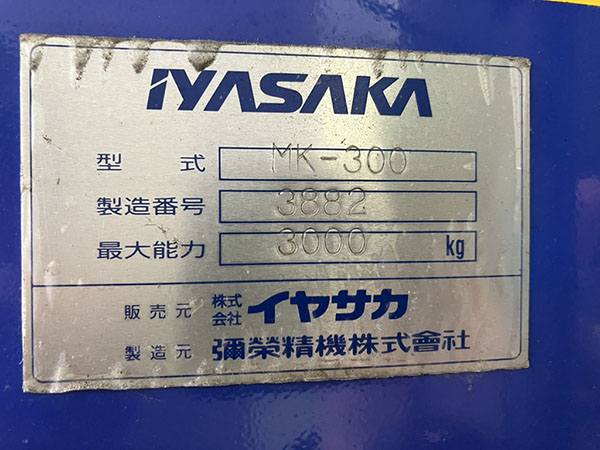 IYASAKA
型式 MK-300
製造番号 3882
最大能力 3000 kg
販売元 株式会社 イヤサカ
製造元 彌榮精機株式會社